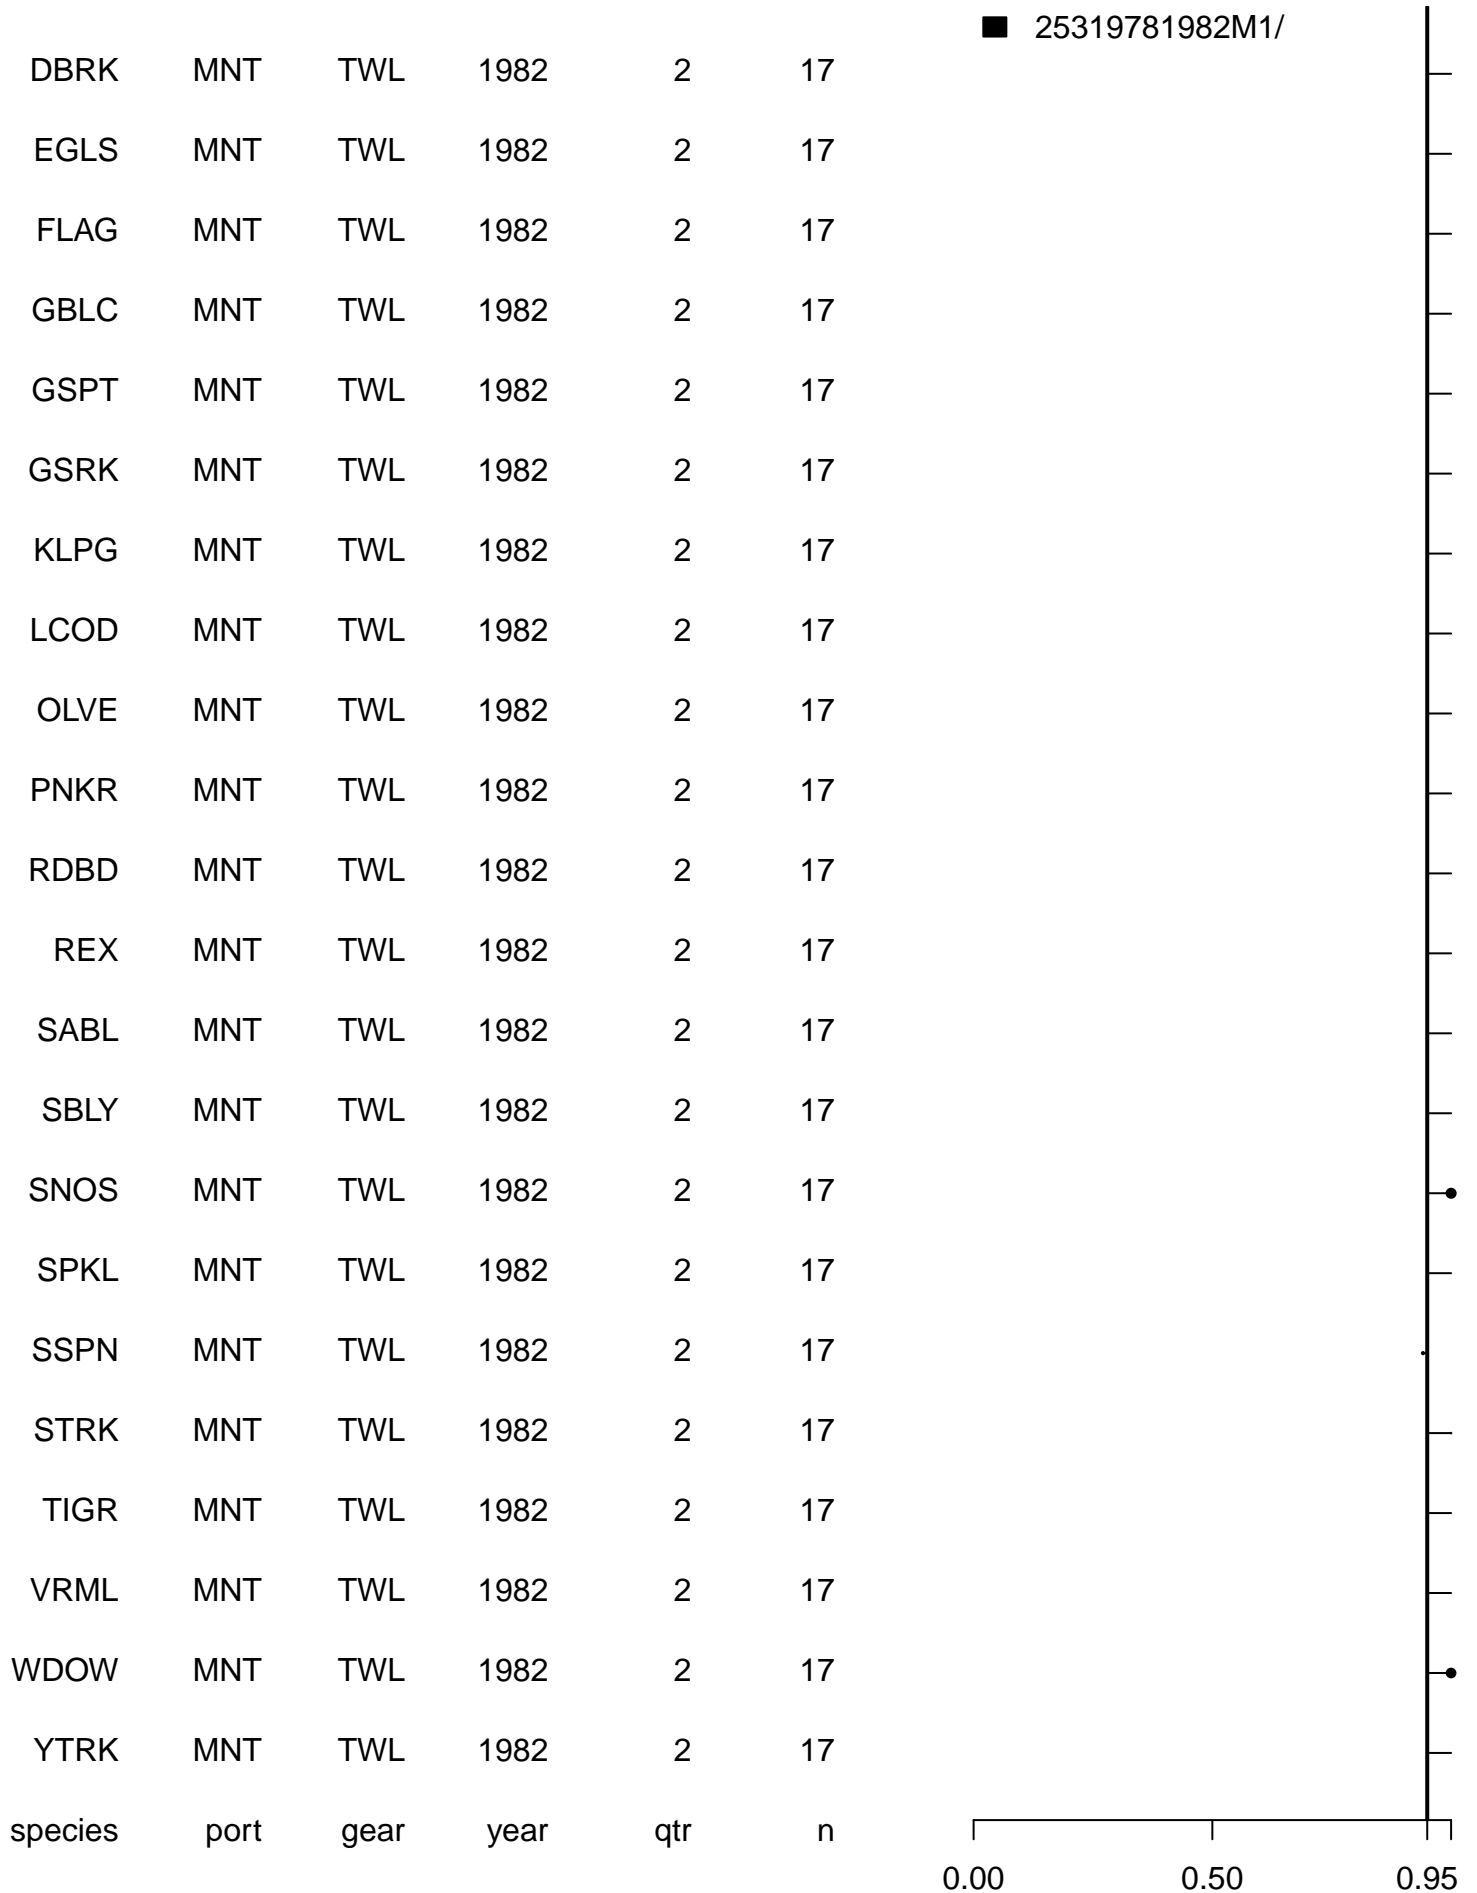 25319781982M1/
DBRK MNT TWL 1982 2 17
EGLS MNT TWL 1982 2 17
FLAG MNT TWL 1982 2 17
GBLC MNT TWL 1982 2 17
GSPT MNT TWL 1982 2 17
GSRK MNT TWL 1982 2 17
KLPG MNT TWL 1982 2 17
LCOD MNT TWL 1982 2 17
OLVE MNT TWL 1982 2 17
PNKR MNT TWL 1982 2 17
RDBD MNT TWL 1982 2 17
REX MNT TWL 1982 2 17
SABL MNT TWL 1982 2 17
SBLY MNT TWL 1982 2 17
SNOS MNT TWL 1982 2 17
SPKL MNT TWL 1982 2 17
SSPN MNT TWL 1982 2 17
STRK MNT TWL 1982 2 17
TIGR MNT TWL 1982 2 17
VRML MNT TWL 1982 2 17
WDOW MNT TWL 1982 2 17
YTRK MNT TWL 1982 2 17
species port gear year qtr n
0.00 0.50 0.95